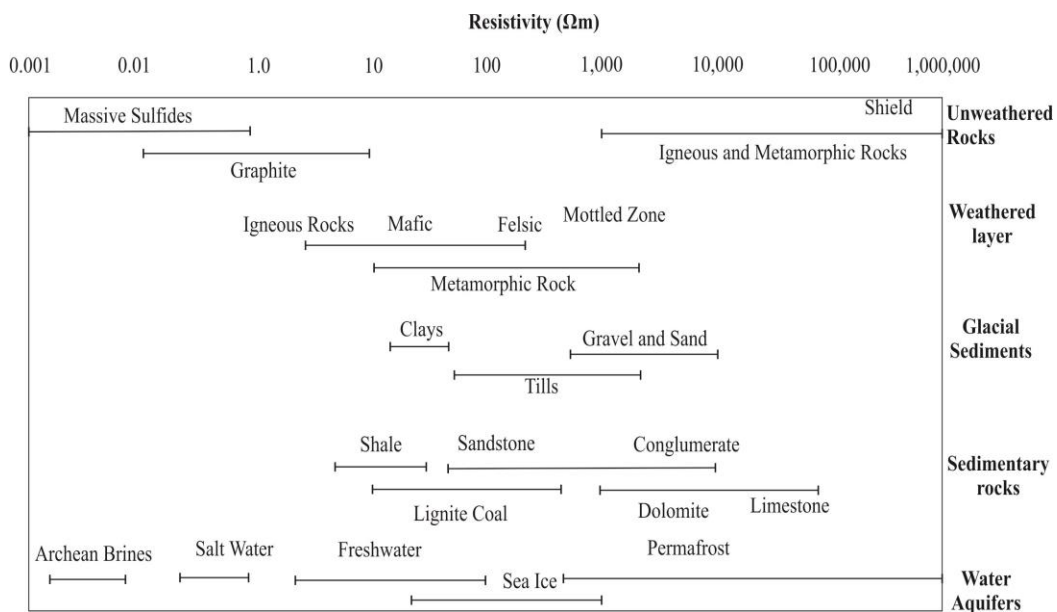 Resistivity (Ωm)
0.001 0.01 1.0 10 100 1,000 10,000 100,000 1,000,000
Massive Sulfides
Shield
Unweathered
Rocks
Graphite
Igneous and Metamorphic Rocks
Igneous Rocks Mafic Felsic Mottled Zone
Weathered
layer
Metamorphic Rock
Clays
Gravel and Sand
Glacial
Sediments
Tills
Shale Sandstone Conglomerate
Sedimentary
rocks
Lignite Coal Dolomite Limestone
Archean Brines Salt Water Freshwater Permafrost
Sea Ice
Water
Aquifers